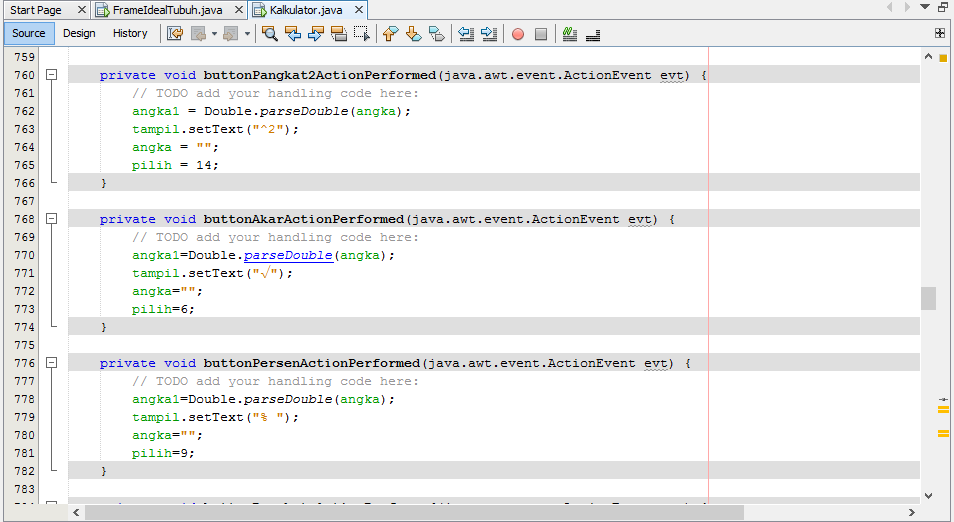 Start Page FrameIdealTubuh.java Kalkulator.java
Source Design History
759
760 private void buttonPangkat2ActionPerformed(java.awt.event.ActionEvent evt) {
761 // TODO add your handling code here:
762 angka1 = Double.parseDouble(angka);
763 tampil.setText("^2");
764 angka = "";
765 pilih = 14;
766 }
767
768 private void buttonAkarActionPerformed(java.awt.event.ActionEvent evt) {
769 // TODO add your handling code here:
770 angka1=Double.parseDouble(angka);
771 tampil.setText("√");
772 angka="";
773 pilih=6;
774 }
775
776 private void buttonPersenActionPerformed(java.awt.event.ActionEvent evt) {
777 // TODO add your handling code here:
778 angka1=Double.parseDouble(angka);
779 tampil.setText("% ");
780 angka="";
781 pilih=9;
782 }
783